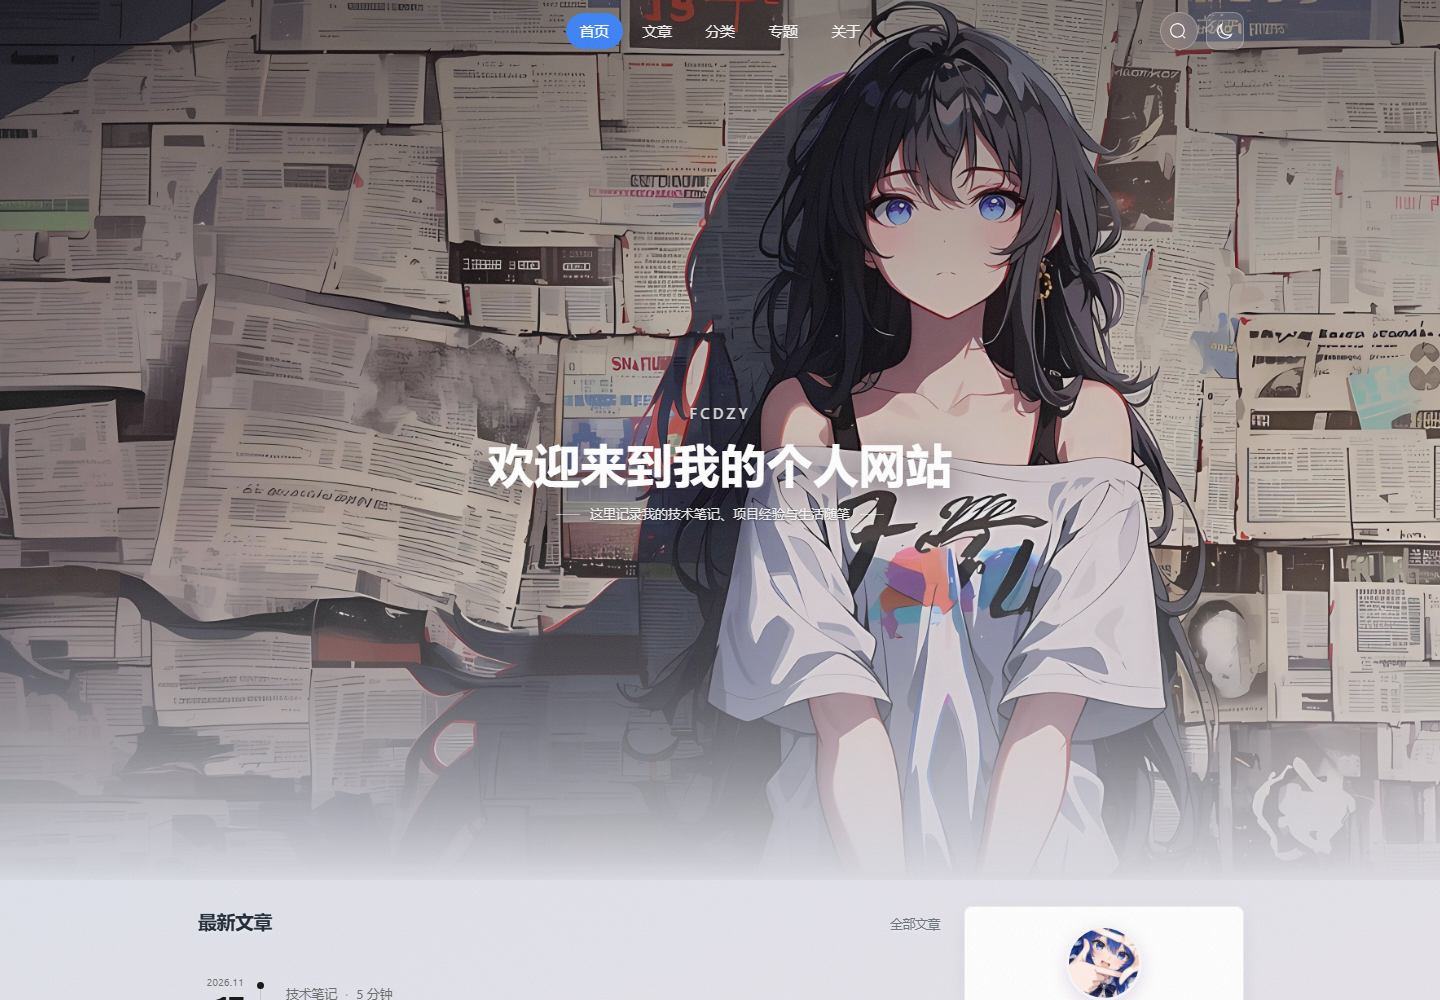 首页 文章 分类 专题 关于
FCDZY
欢迎来到我的个人网站
这里记录我的技术笔记、项目经验与生活随笔
最新文章
全部文章
2026.11
技术笔记 · 5 分钟